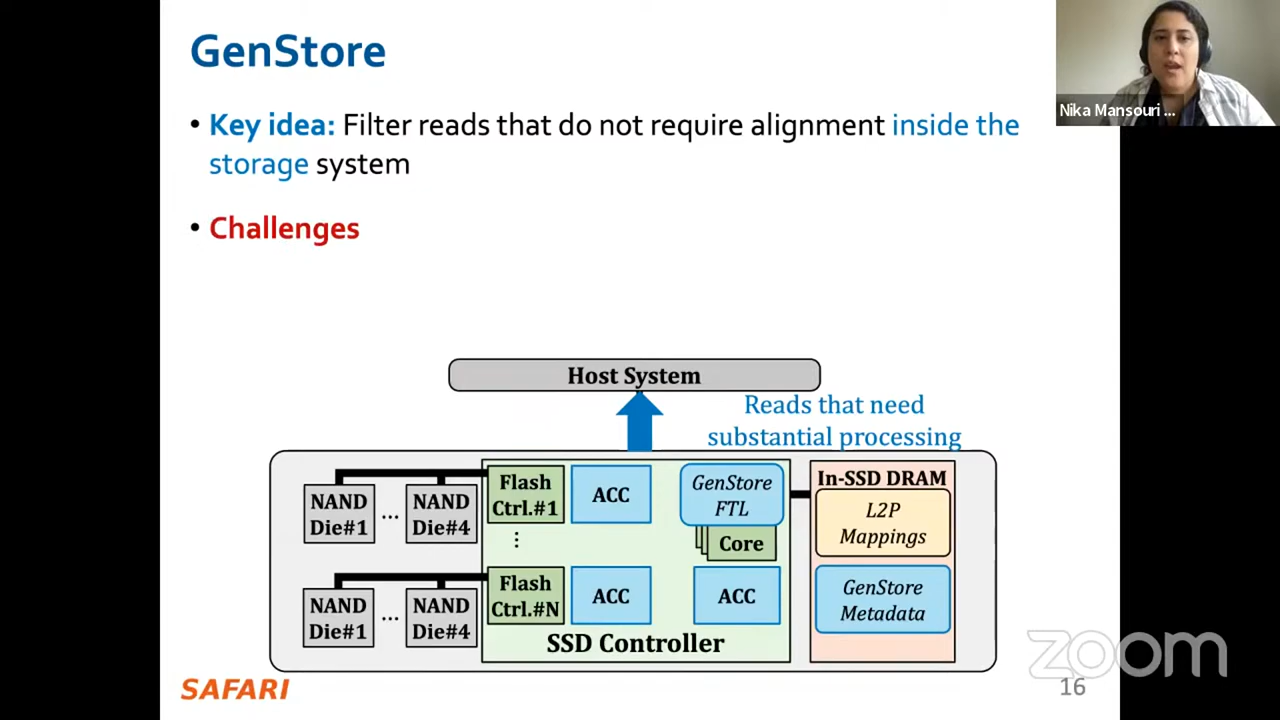 GenStore
• Key idea: Filter reads that do not require alignment inside the
storage system
• Challenges
Nika Mansouri ...
Host System
Reads that need
substantial processing
NAND
Die#1
...
NAND
Die#4
Flash
Ctrl.#1
ACC
GenStore
FTL
Core
In-SSD DRAM
L2P
Mappings
⋮
NAND
Die#1
...
NAND
Die#4
Flash
Ctrl.#N
ACC
ACC
GenStore
Metadata
SSD Controller
SAFARI
zoom
16